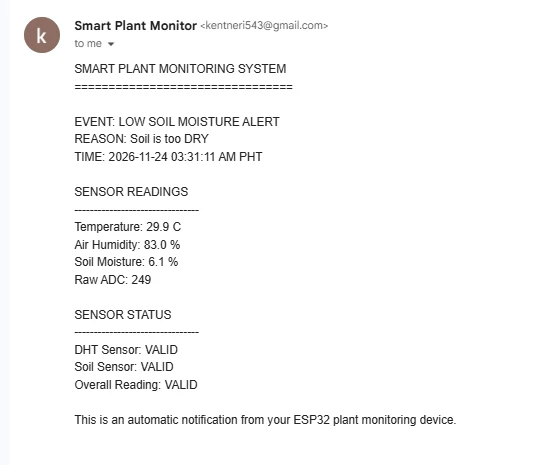 Smart Plant Monitor <kentneri543@gmail.com>
k
to me
SMART PLANT MONITORING SYSTEM
================================
EVENT: LOW SOIL MOISTURE ALERT
REASON: Soil is too DRY
TIME: 2026-11-24 03:31:11 AM PHT
SENSOR READINGS
--------------------------------
Temperature: 29.9 C
Air Humidity: 83.0 %
Soil Moisture: 6.1 %
Raw ADC: 249
SENSOR STATUS
--------------------------------
DHT Sensor: VALID
Soil Sensor: VALID
Overall Reading: VALID
This is an automatic notification from your ESP32 plant monitoring device.